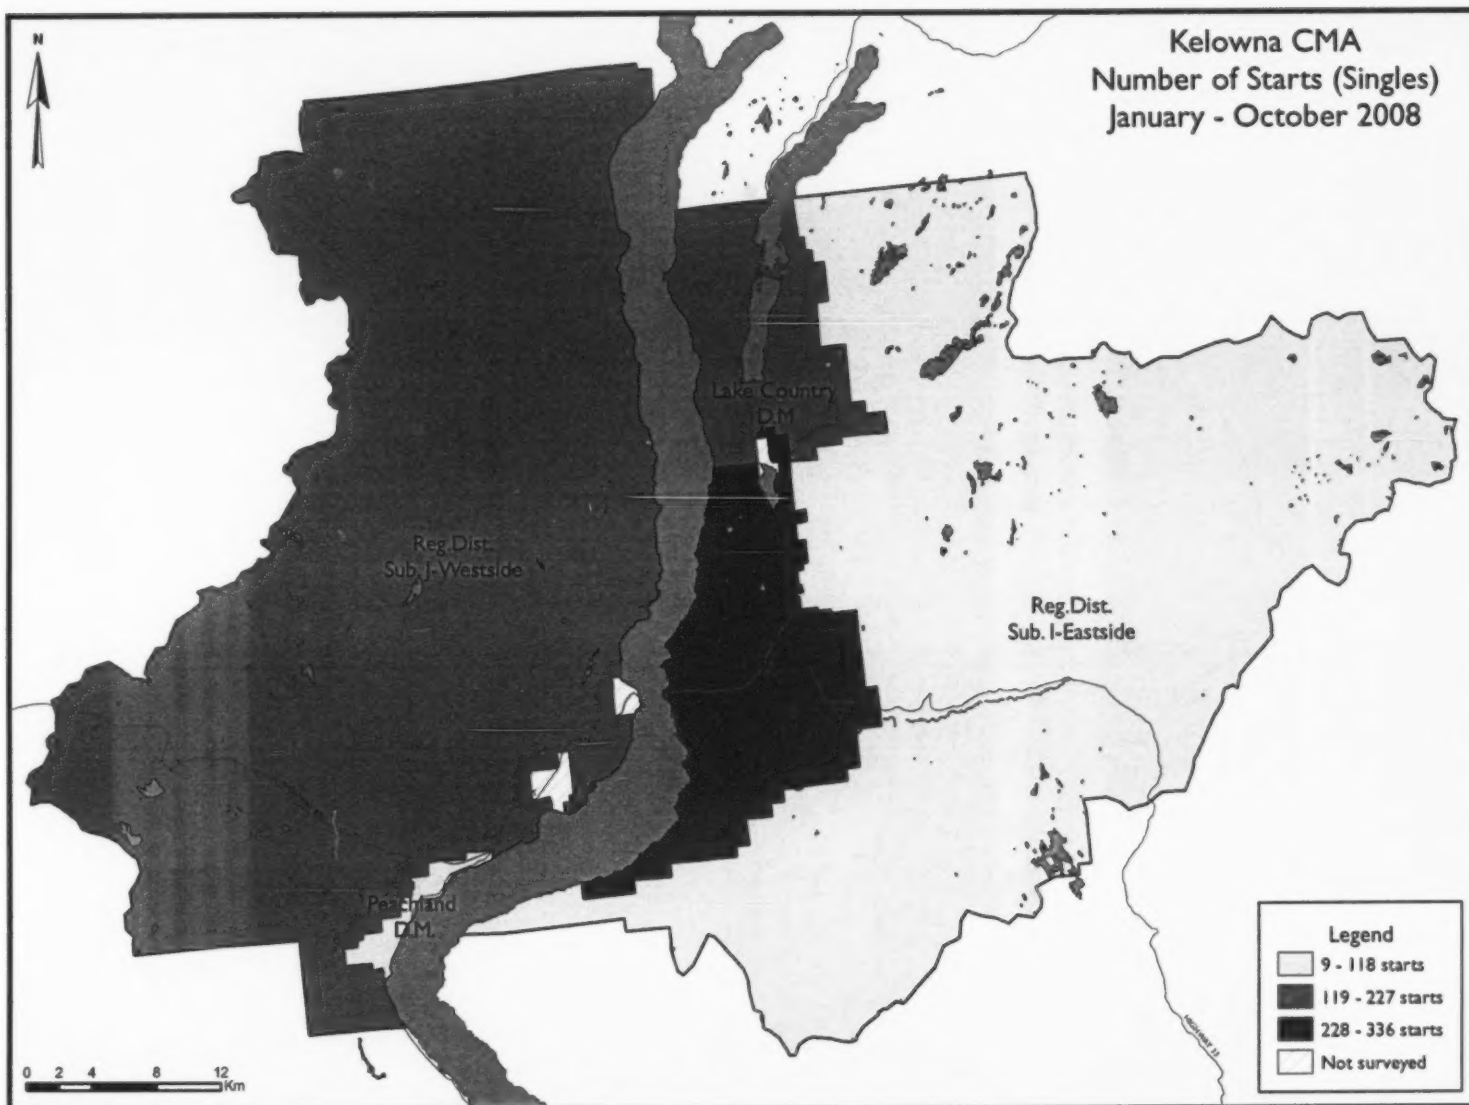 N
Kelowna CMA
Number of Starts (Singles)
January - October 2008
Lake Country
D.M
Reg.Dist.
Sub. J-Westside
Reg.Dist.
Sub. I-Eastside
Peachland
D.M.
HIGHWAY 33
Legend
9 - 118 starts
119 - 227 starts
228 - 336 starts
Not surveyed
0 2 4 8 12
Km